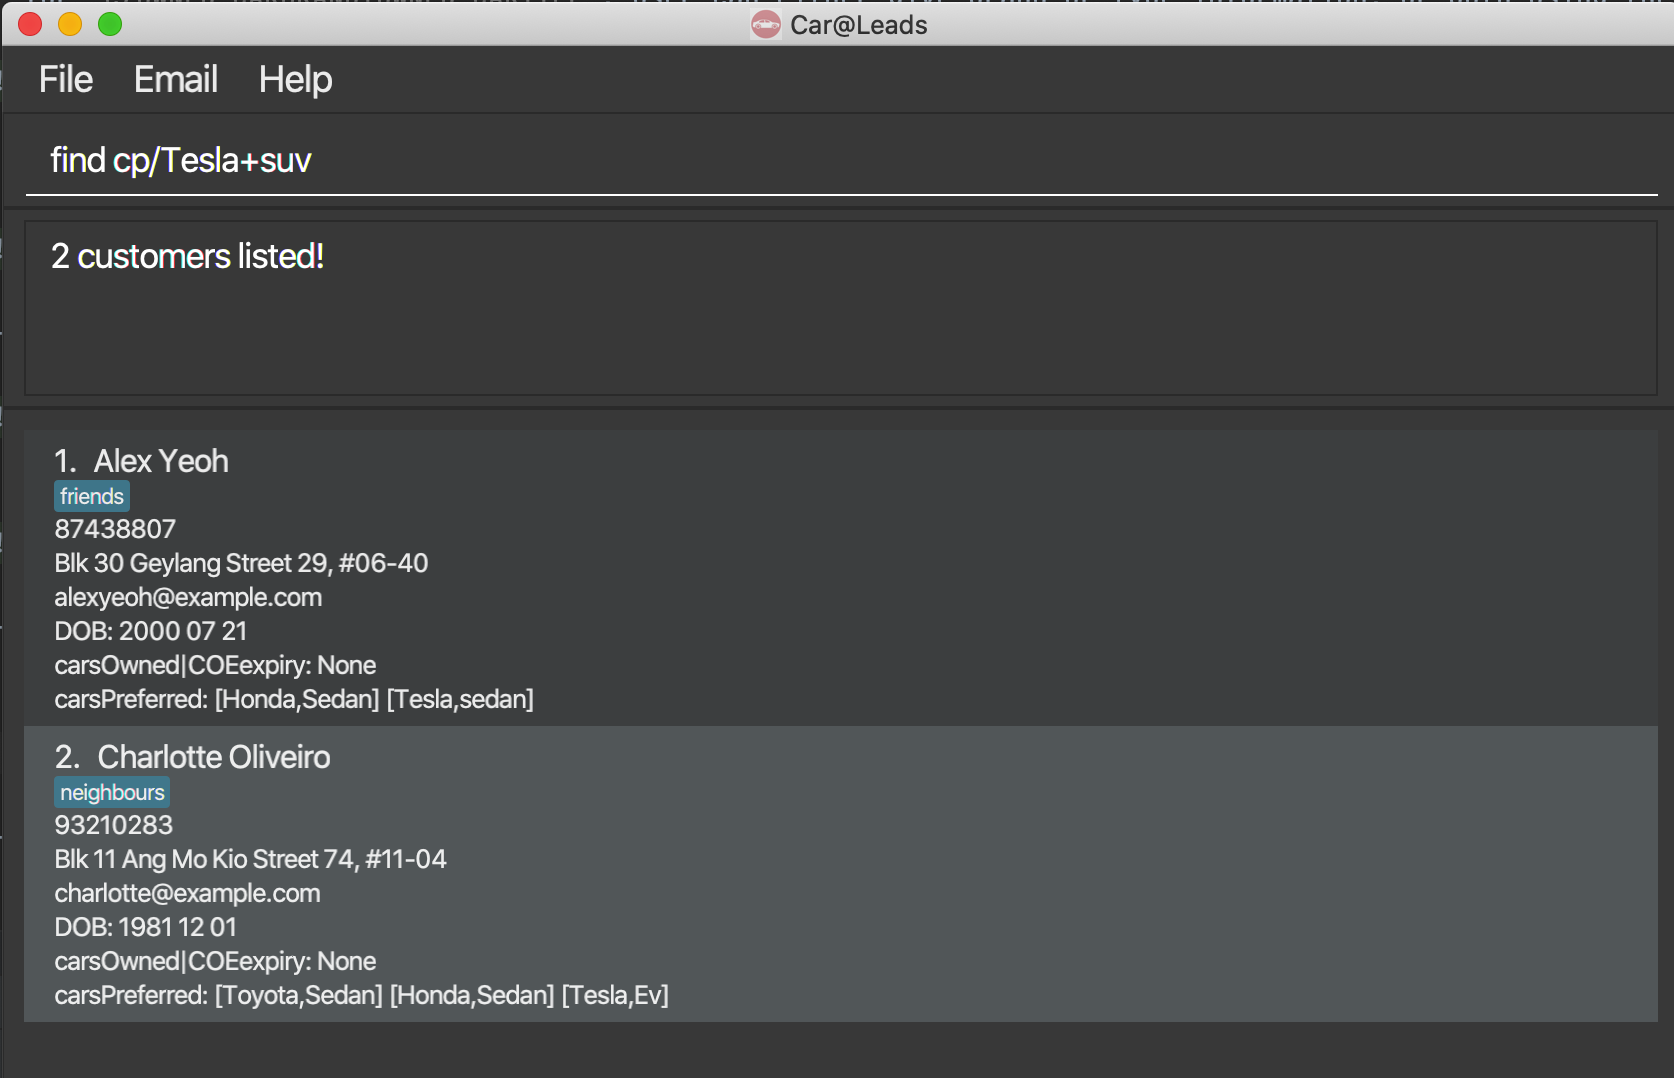 Car@Leads
File Email Help
find cp/Tesla+suv
2 customers listed!
1. Alex Yeoh
friends
87438807
Blk 30 Geylang Street 29, #06-40
alexyeoh@example.com
DOB: 2000 07 21
carsOwned|COEexpiry: None
carsPreferred: [Honda,Sedan] [Tesla,sedan]
2. Charlotte Oliveiro
neighbours
93210283
Blk 11 Ang Mo Kio Street 74, #11-04
charlotte@example.com
DOB: 1981 12 01
carsOwned|COEexpiry: None
carsPreferred: [Toyota,Sedan] [Honda,Sedan] [Tesla,Ev]